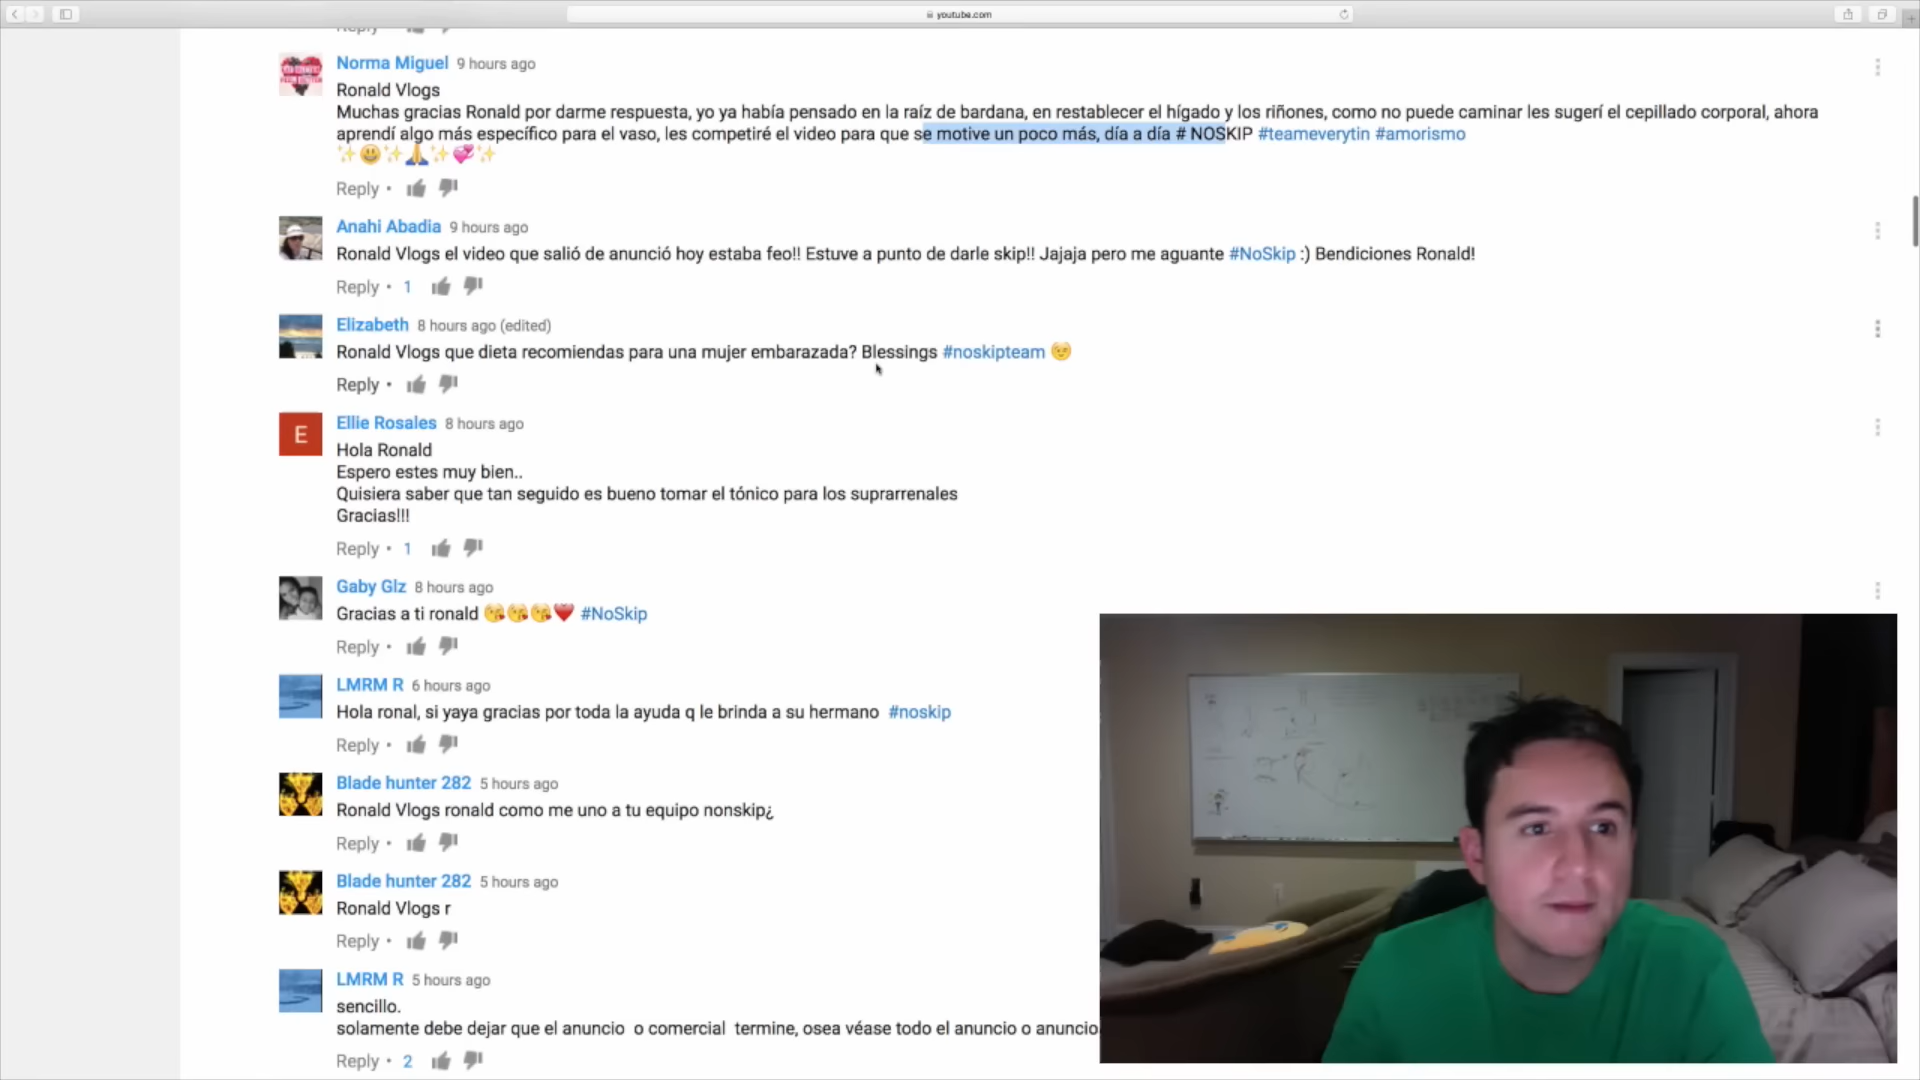 youtube.com
Reply
Norma Miguel 9 hours ago
Ronald Vlogs
Muchas gracias Ronald por darme respuesta, yo ya había pensado en la raíz de bardana, en restablecer el hígado y los riñones, como no puede caminar les sugerí el cepillado corporal, ahora
aprendí algo más específico para el vaso, les competiré el video para que se motive un poco más, día a día # NOSKIP #teameverytin #amorismo
✨😃✨🙏✨💞✨
Reply •
Anahi Abadia 9 hours ago
Ronald Vlogs el video que salió de anunció hoy estaba feo!! Estuve a punto de darle skip!! Jajaja pero me aguante #NoSkip :) Bendiciones Ronald!
Reply • 1
Elizabeth 8 hours ago (edited)
Ronald Vlogs que dieta recomiendas para una mujer embarazada? Blessings #noskipteam 😉
Reply •
E
Ellie Rosales 8 hours ago
Hola Ronald
Espero estes muy bien..
Quisiera saber que tan seguido es bueno tomar el tónico para los suprarrenales
Gracias!!!
Reply • 1
Gaby Glz 8 hours ago
Gracias a ti ronald 😘😘😘❤️ #NoSkip
Reply •
LMRM R 6 hours ago
Hola ronal, si yaya gracias por toda la ayuda q le brinda a su hermano #noskip
Reply •
Blade hunter 282 5 hours ago
Ronald Vlogs ronald como me uno a tu equipo nonskip¿
Reply •
Blade hunter 282 5 hours ago
Ronald Vlogs r
Reply •
LMRM R 5 hours ago
sencillo.
solamente debe dejar que el anuncio o comercial termine, osea véase todo el anuncio o anuncio
Reply • 2